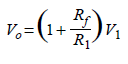 V_o = (1 + R_f / R_1) V_1